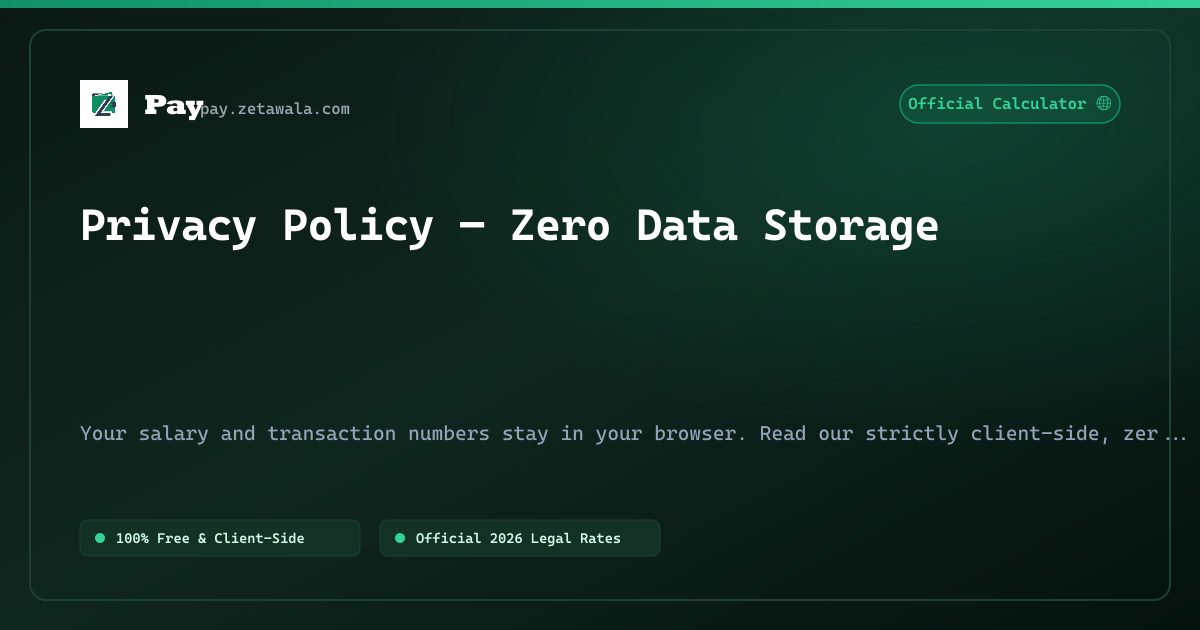 Pay
pay.zetawala.com
Official Calculator
Privacy Policy — Zero Data Storage
Your salary and transaction numbers stay in your browser. Read our strictly client-side, zer...
100% Free & Client-Side
Official 2026 Legal Rates